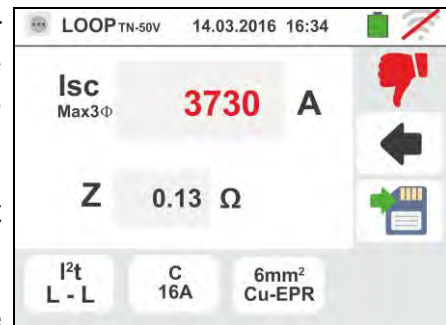 LOOP TN-50V 14.03.2016 16:34
Isc 3730 A
Max3Φ
Z 0.13 Ω
I²t C 6mm²
L - L 16A Cu-EPR